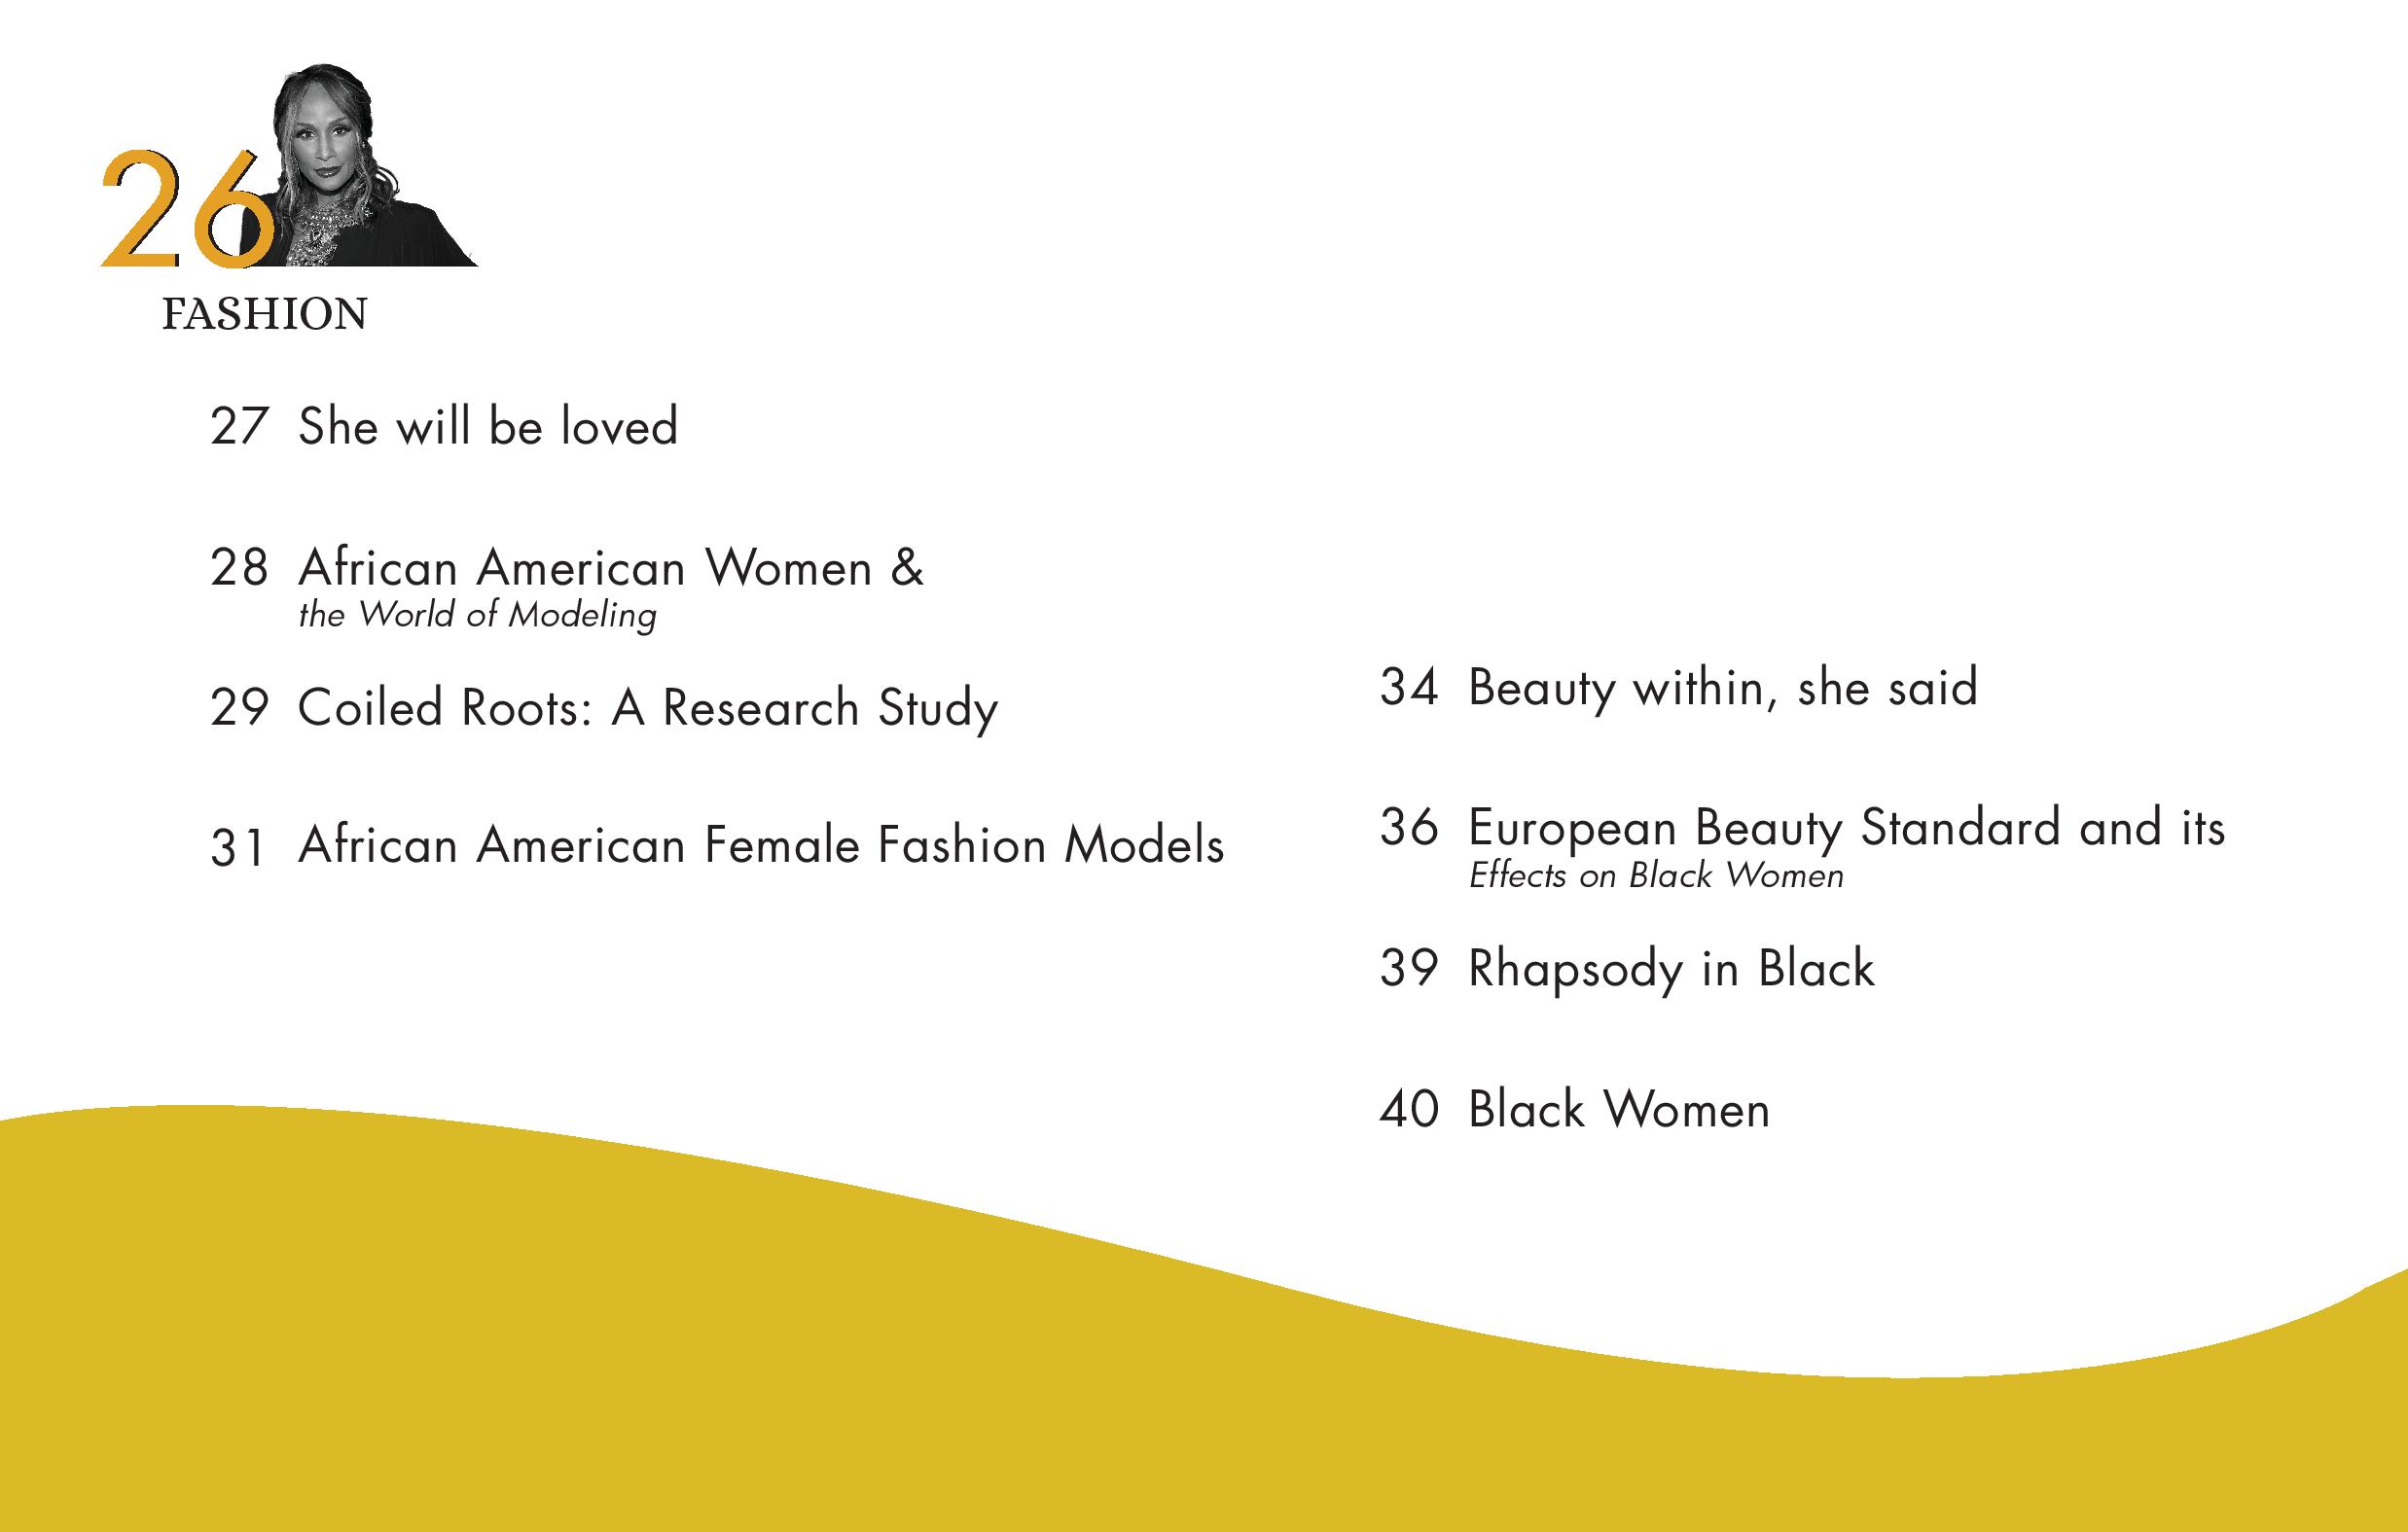 26
FASHION
27 She will be loved
28 African American Women &
the World of Modeling
29 Coiled Roots: A Research Study
31 African American Female Fashion Models
34 Beauty within, she said
36 European Beauty Standard and its
Effects on Black Women
39 Rhapsody in Black
40 Black Women